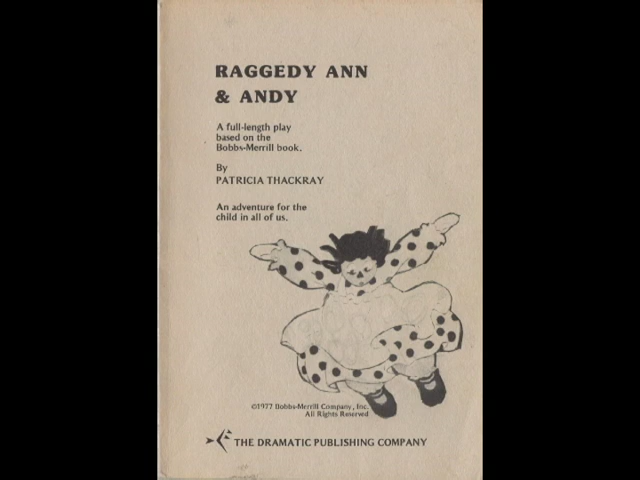 RAGGEDY ANN
& ANDY
A full-length play
based on the
Bobbs-Merrill book.
By
PATRICIA THACKRAY
An adventure for the
child in all of us.
©1977 Bobbs-Merrill Company, Inc.
All Rights Reserved
THE DRAMATIC PUBLISHING COMPANY